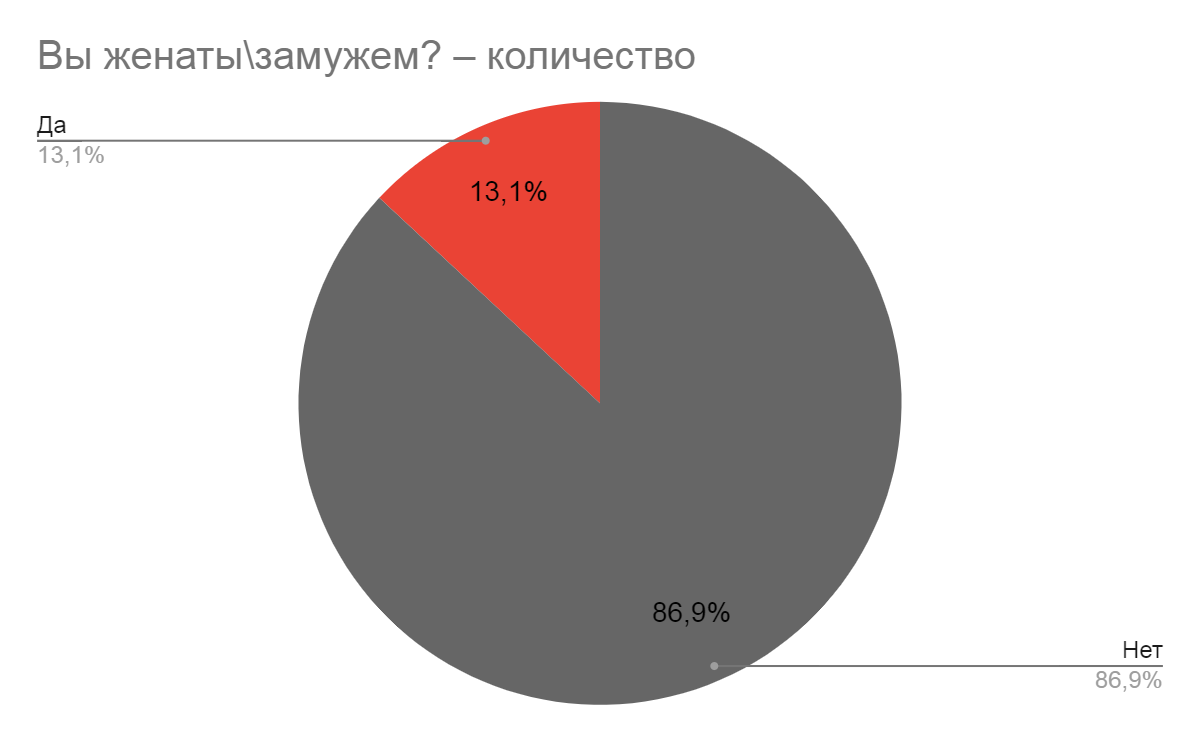 Вы женаты\замужем? – количество
Да
13,1%
13,1%
86,9%
Нет
86,9%